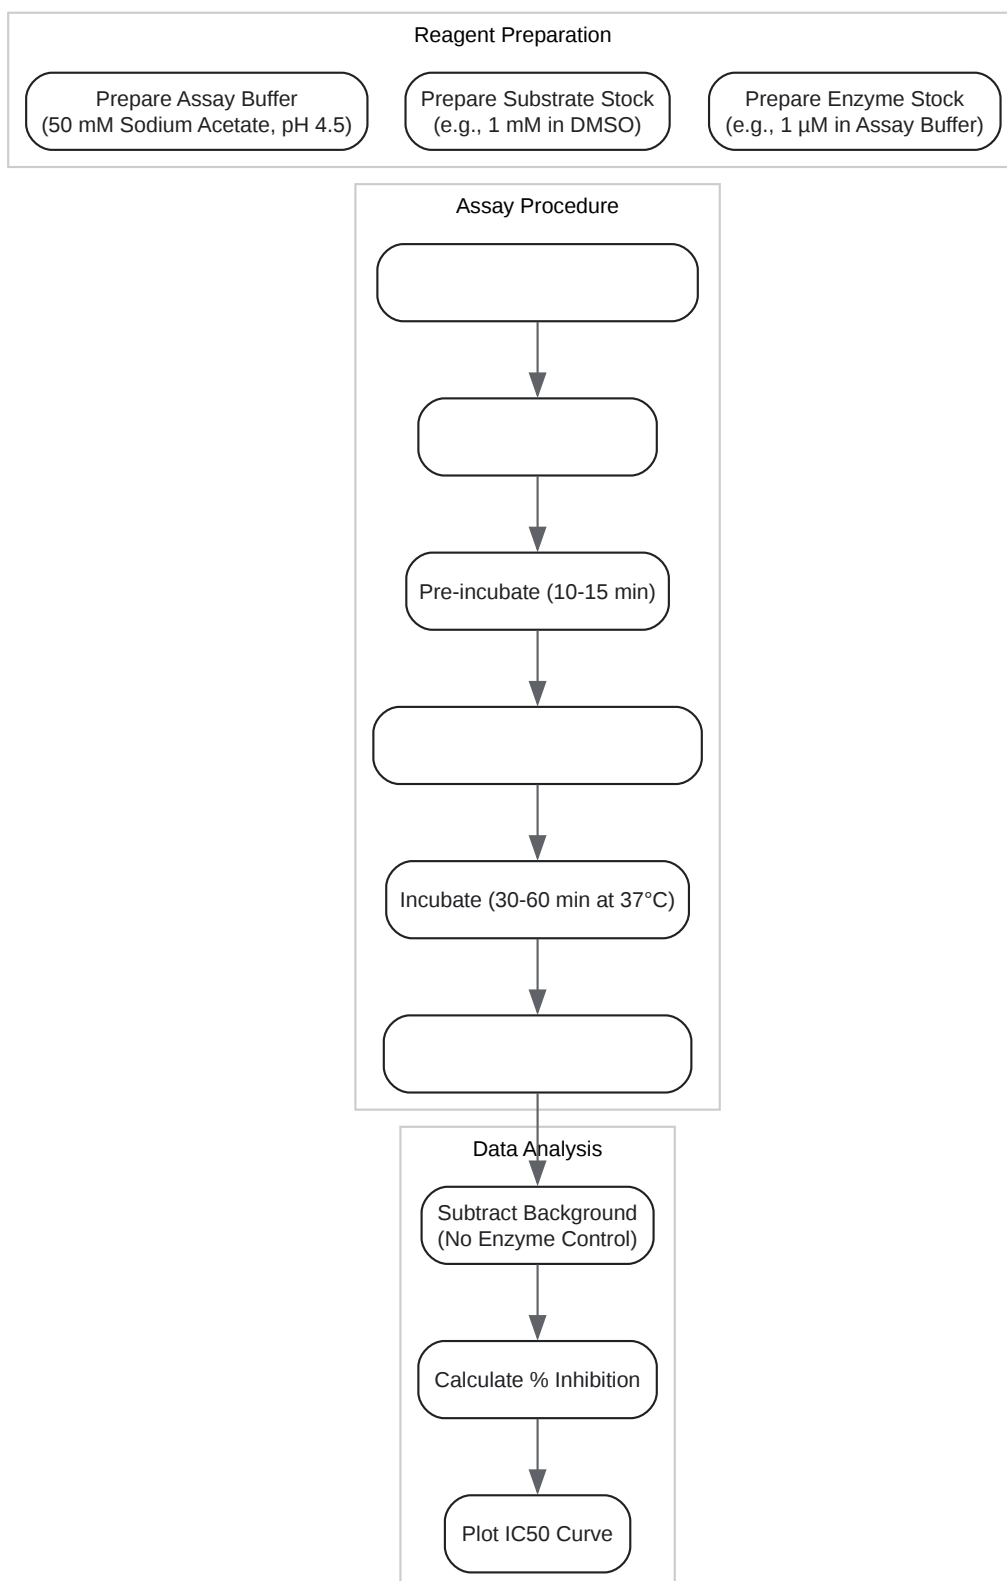 Reagent Preparation
Prepare Assay Buffer
(50 mM Sodium Acetate, pH 4.5)
Prepare Substrate Stock
(e.g., 1 mM in DMSO)
Prepare Enzyme Stock
(e.g., 1 µM in Assay Buffer)
Assay Procedure
Pre-incubate (10-15 min)
Incubate (30-60 min at 37°C)
Data Analysis
Subtract Background
(No Enzyme Control)
Calculate % Inhibition
Plot IC50 Curve